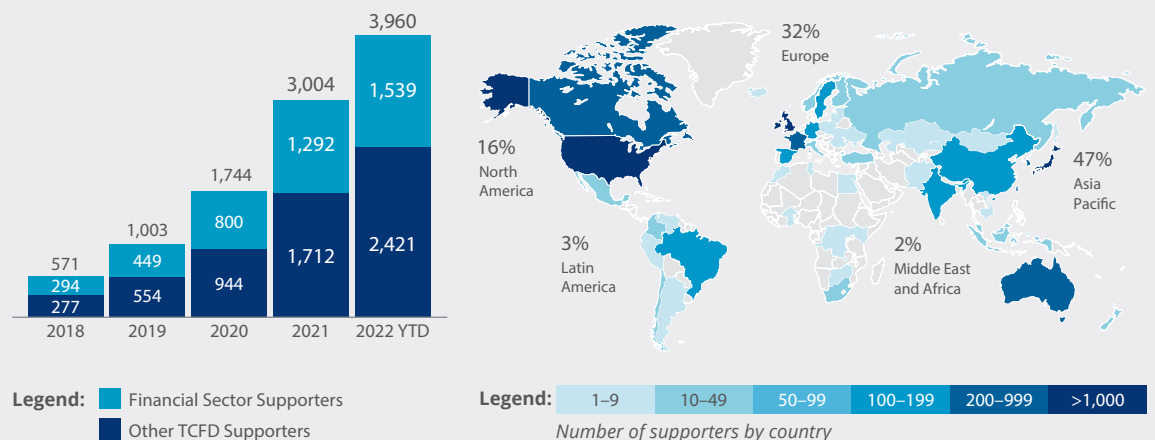 3,960
1,539
2,421
3,004
1,292
1,712
1,744
800
944
1,003
449
554
571
294
277
2018
2019
2020
2021
2022 YTD
Legend:
Financial Sector Supporters
Other TCFD Supporters
32%
Europe
16%
North
America
47%
Asia
Pacific
3%
Latin
America
2%
Middle East
and Africa
Legend:
1–9
10–49
50–99
100–199
200–999
>1,000
Number of supporters by country